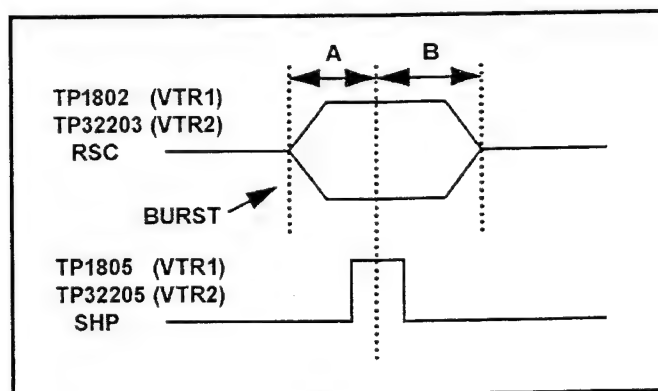 A B
TP1802 (VTR1)
TP32203 (VTR2)
RSC
BURST
TP1805 (VTR1)
TP32205 (VTR2)
SHP